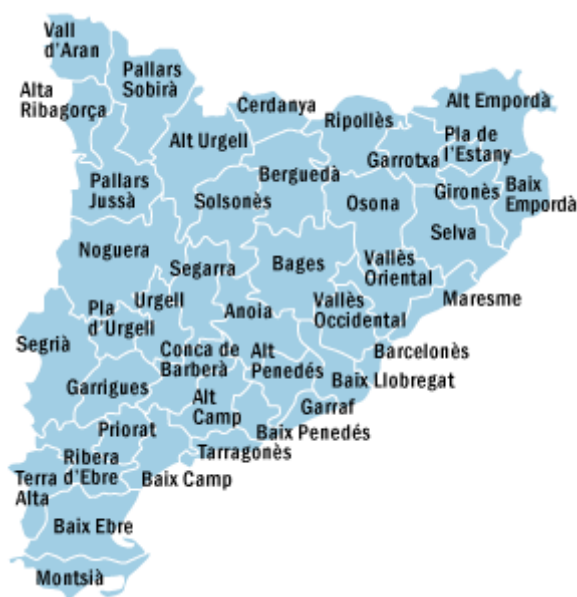 Vall
d'Aran
Pallars
Sobirà
Alta
Ribagorça
Cerdanya
Alt Empordà
Ripollès
Alt Urgell
Pla de
l'Estany
Garrotxa
Berguedà
Pallars
Jussà
Gironès
Baix
Empordà
Solsonès
Osona
Selva
Noguera
Segarra
Bages
Vallès
Oriental
Maresme
Urgell
Pla
d'Urgell
Anoia
Vallès
Occidental
Segrià
Conca de
Barberà
Alt
Penedés
Barcelonès
Baix Llobregat
Garrigues
Alt
Camp
Garraf
Priorat
Baix Penedés
Tarragonès
Ribera
d'Ebre
Terra
Alta
Baix Camp
Baix Ebre
Montsià